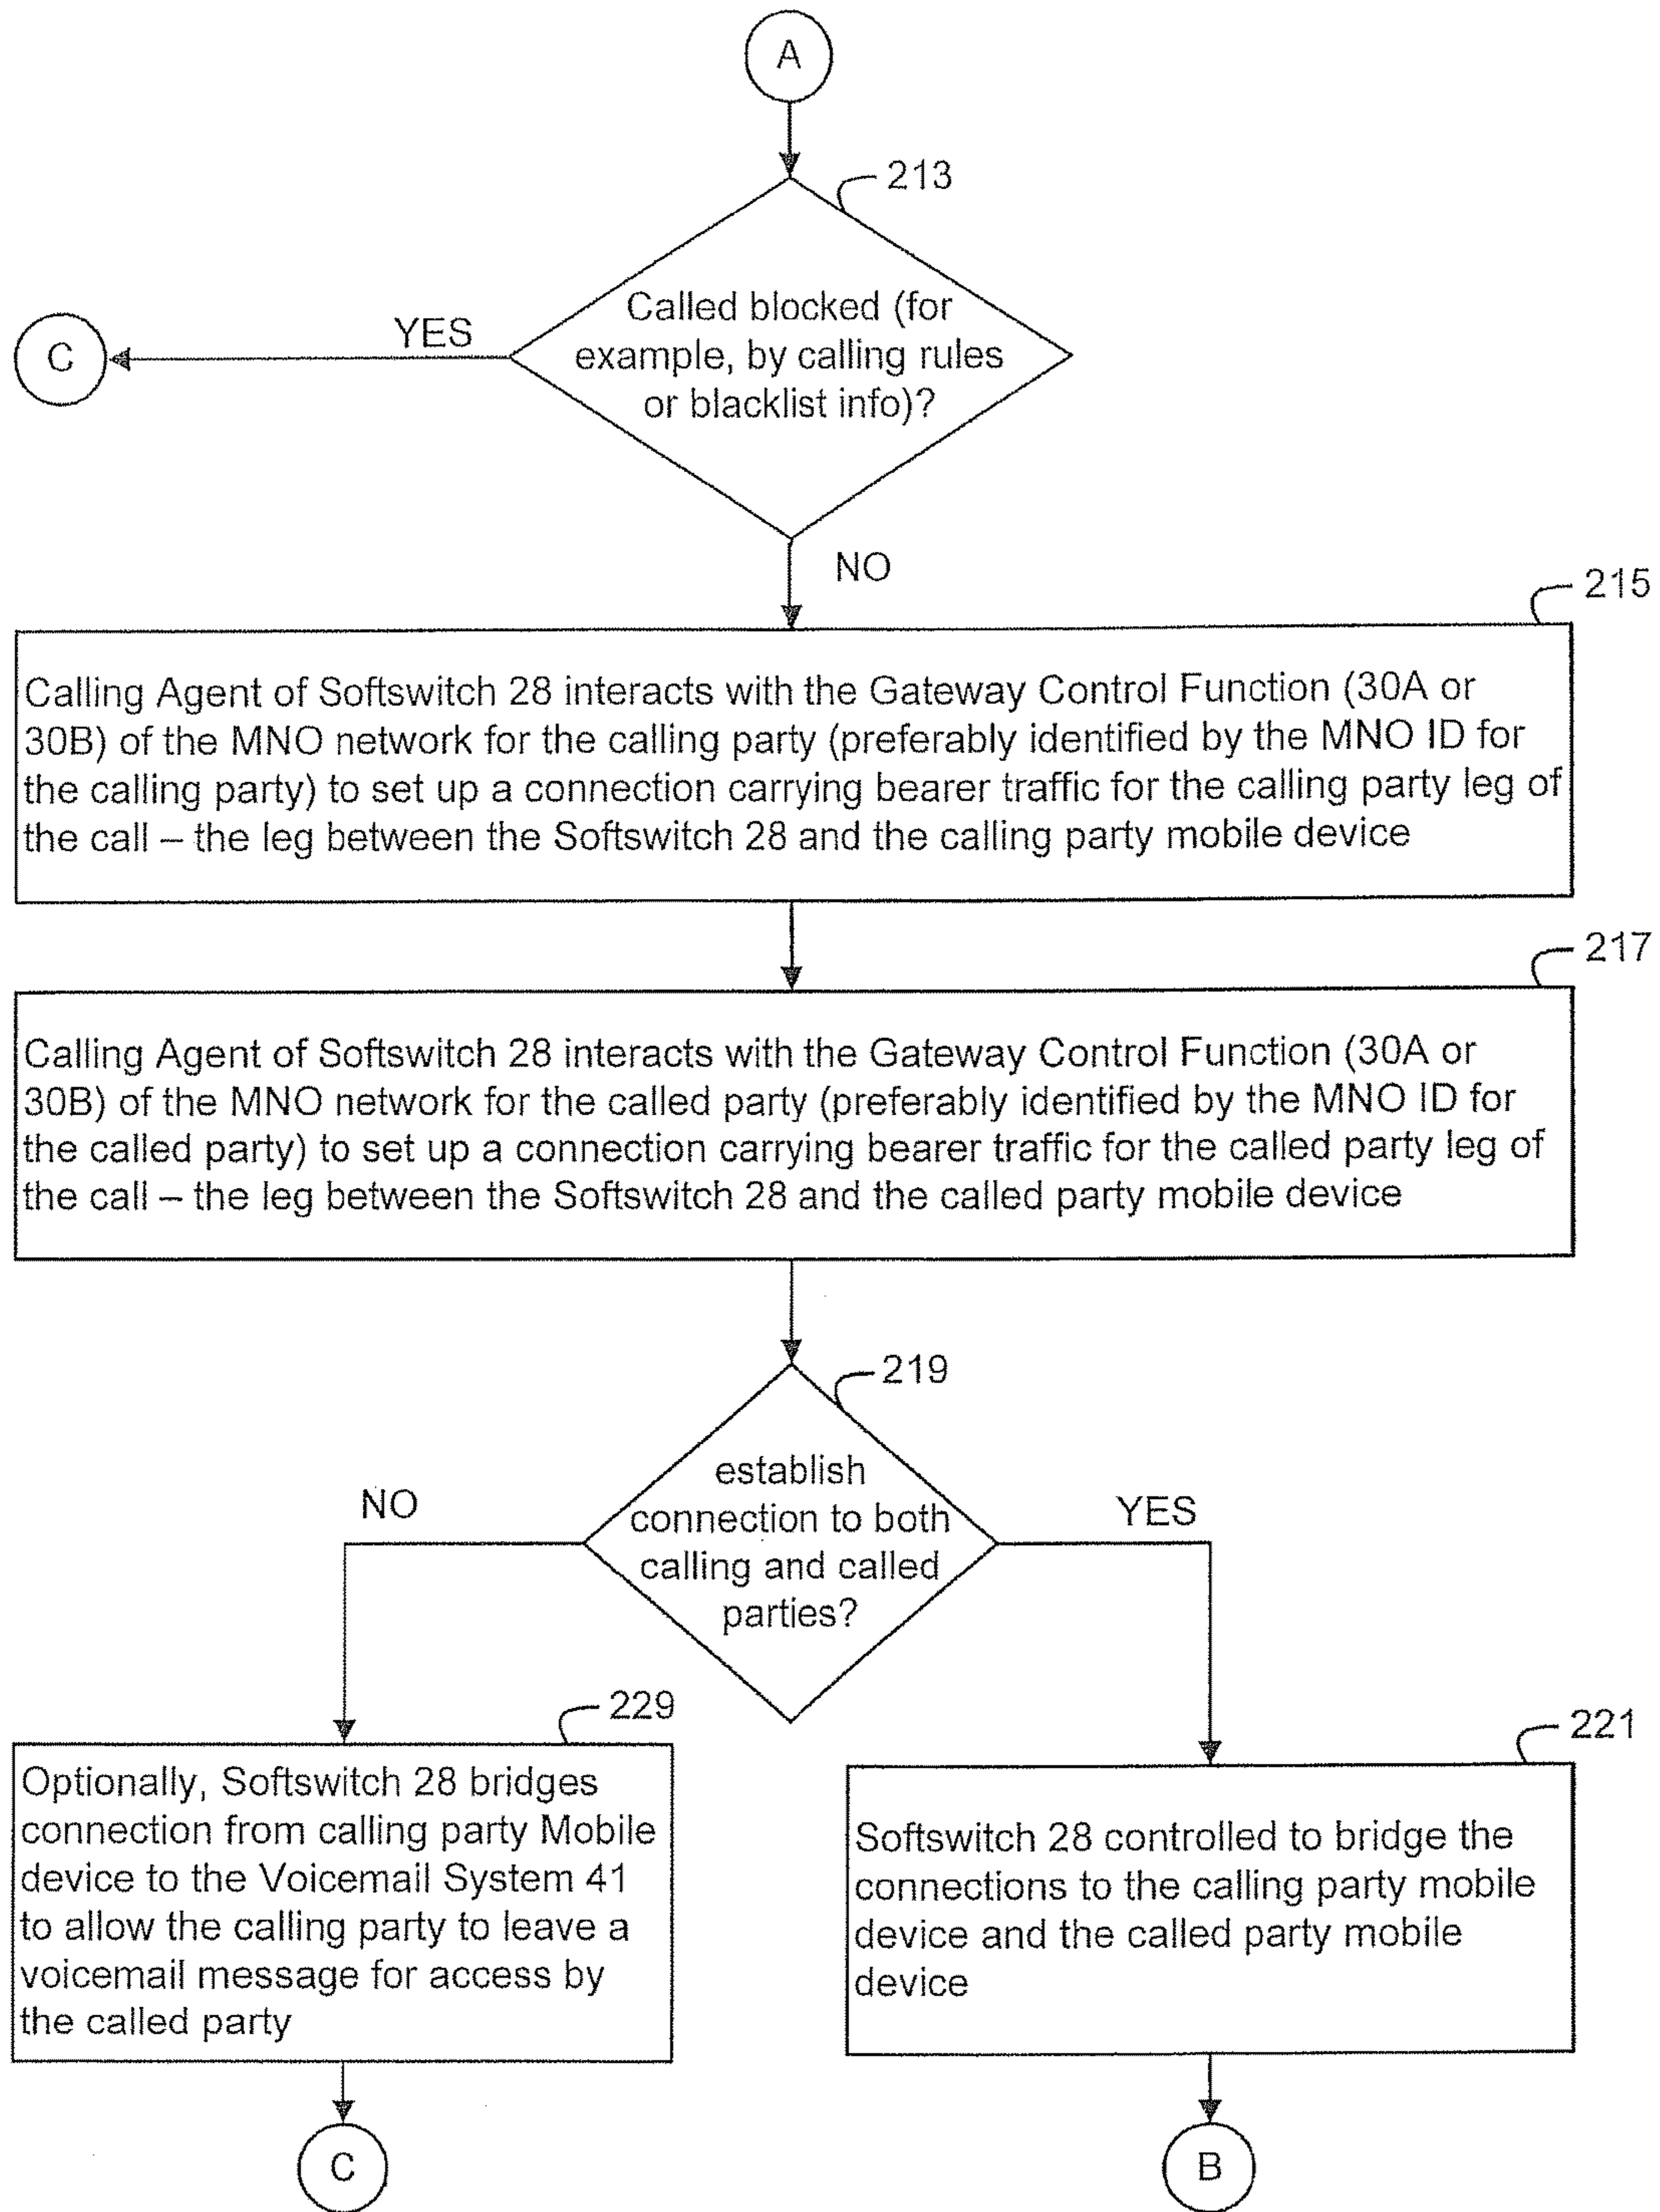 A
213
Called blocked (for
example, by calling rules
or blacklist info)?
YES
C
NO
215
Calling Agent of Softswitch 28 interacts with the Gateway Control Function (30A or
30B) of the MNO network for the calling party (preferably identified by the MNO ID for
the calling party) to set up a connection carrying bearer traffic for the calling party leg of
the call – the leg between the Softswitch 28 and the calling party mobile device
217
Calling Agent of Softswitch 28 interacts with the Gateway Control Function (30A or
30B) of the MNO network for the called party (preferably identified by the MNO ID for
the called party) to set up a connection carrying bearer traffic for the called party leg of
the call – the leg between the Softswitch 28 and the called party mobile device
219
establish
connection to both
calling and called
parties?
NO
YES
229
Optionally, Softswitch 28 bridges
connection from calling party Mobile
device to the Voicemail System 41
to allow the calling party to leave a
voicemail message for access by
the called party
221
Softswitch 28 controlled to bridge the
connections to the calling party mobile
device and the called party mobile
device
C
B